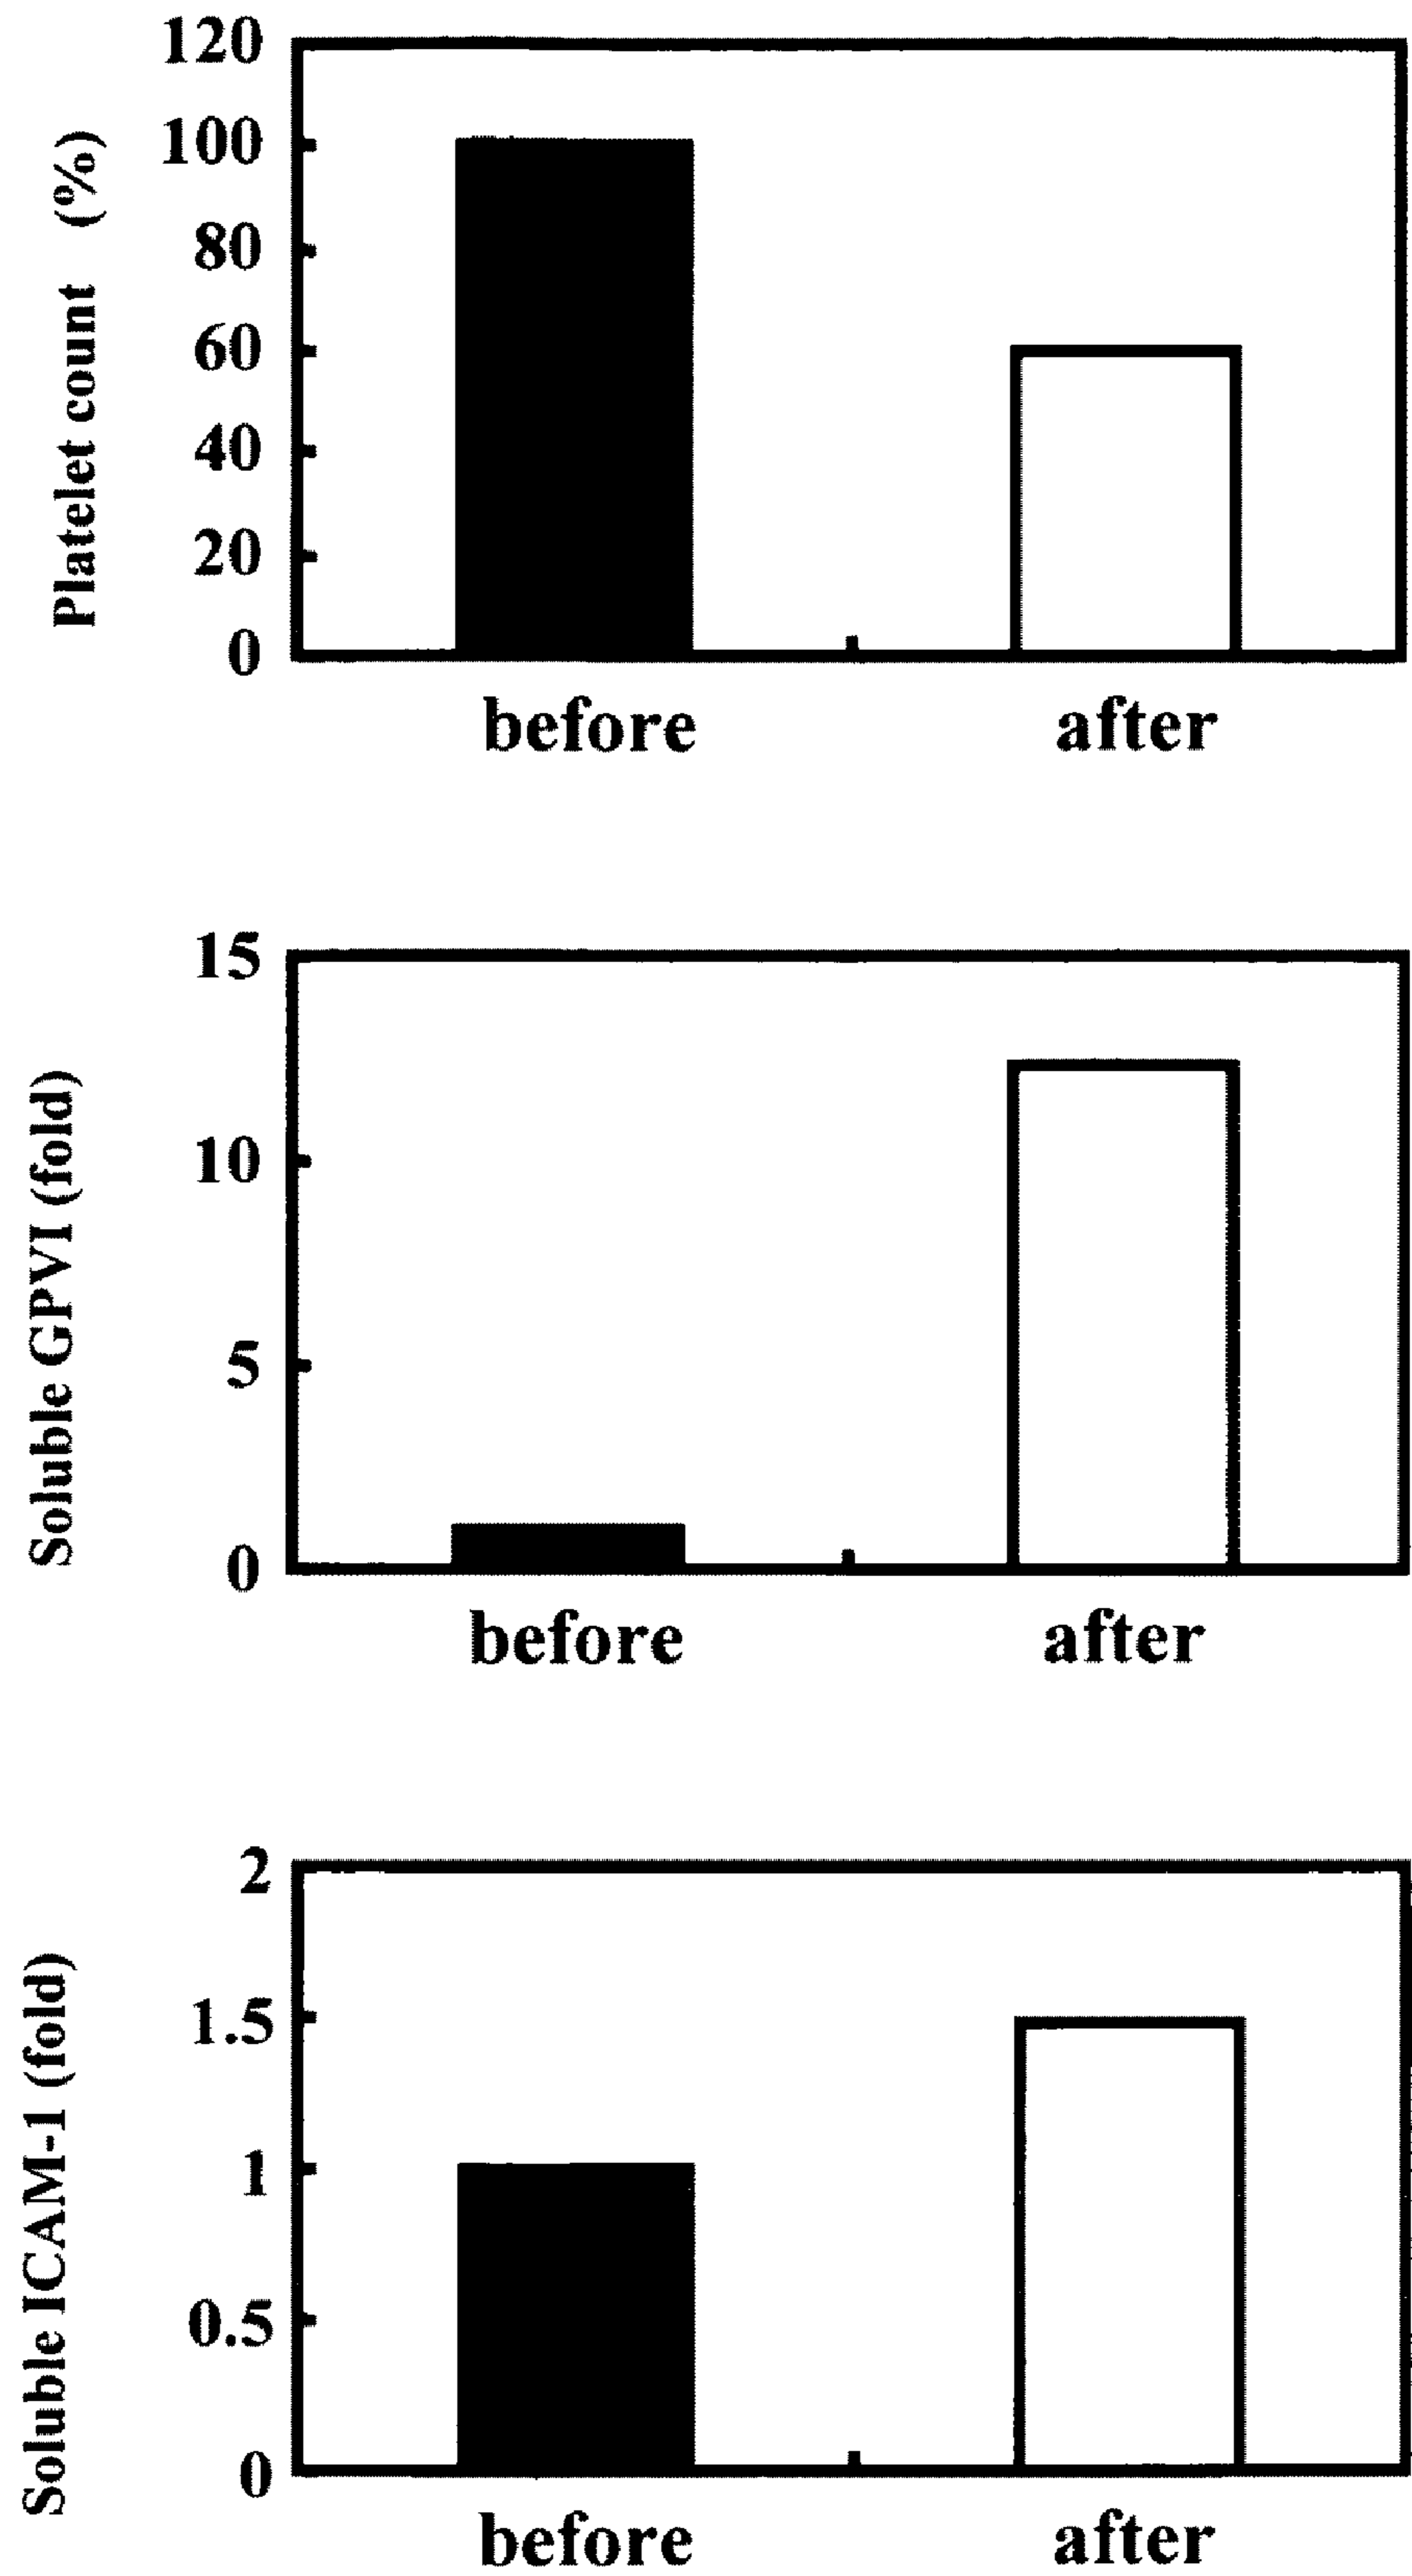 Platelet count (%)
120
100
80
60
40
20
0
before after
Soluble GPVI (fold)
15
10
5
0
before after
Soluble ICAM-1 (fold)
2
1.5
1
0.5
0
before after